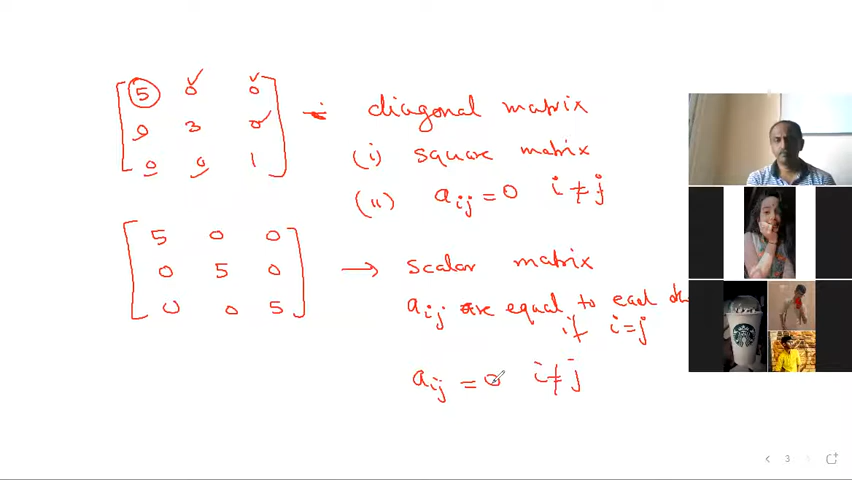 5 0 0 diagonal matrix
0 3 0 (i) square matrix
0 0 1 (ii) aij = 0 i ≠ j
5 0 0
0 5 0 → scalar matrix
0 0 5 aij are equal to each
if i = j
aij = 0 i ≠ j
3